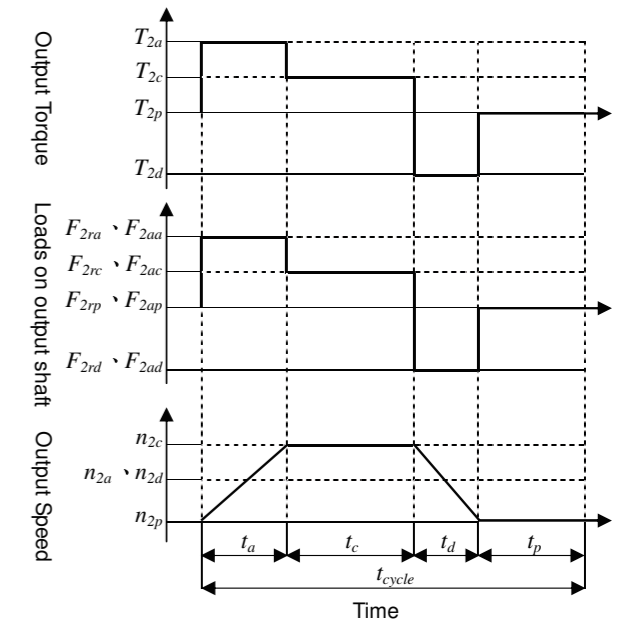 Output Torque
T2a
T2c
T2p
T2d
Loads on output shaft
F2ra、F2aa
F2rc、F2ac
F2rp、F2ap
F2rd、F2ad
Output Speed
n2c
n2a、n2d
n2p
ta tc td tp
tcycle
Time